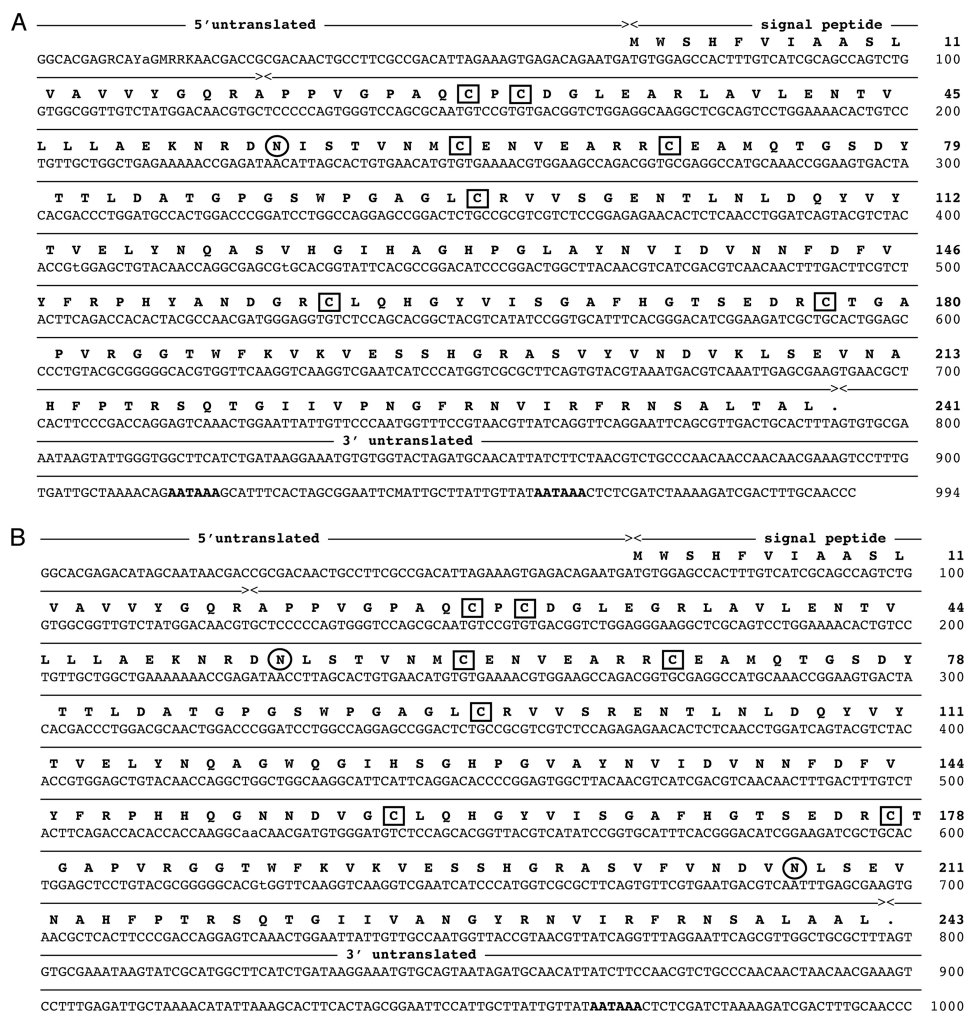 A
5′untranslated >< signal peptide
M W S H F V I A A S L 11
GGCACGAGRCAYaGMRRKAACGACCGCGACAACTGCCTTCGCCGACATTAGAAAGTGAGACAGAATGATGTGGAGCCACTTTGTCATCGCAGCCAGTCTG 100
><
V A V V Y G Q R A P P V G P A Q C P C D G L E A R L A V L E N T V 45
GTGGCGGTTGTCTATGGACAACGTGCTCCCCCAGTGGGTCCAGCGCAATGTCCGTGTGACGGTCTGGAGGCAAGGCTCGCAGTCCTGGAAAACACTGTCC 200
L L L A E K N R D N I S T V N M C E N V E A R R C E A M Q T G S D Y 79
TGTTGCTGGCTGAGAAAAACCGAGATAACATTAGCACTGTGAACATGTGTGAAAACGTGGAAGCCAGACGGTGCGAGGCCATGCAAACCGGAAGTGACTA 300
T T L D A T G P G S W P G A G L C R V V S G E N T L N L D Q Y V Y 112
CACGACCCTGGATGCCACTGGACCCGGATCCTGGCCAGGAGCCGGACTCTGCCGCGTCGTCTCCGGAGAGAACACTCTCAACCTGGATCAGTACGTCTAC 400
T V E L Y N Q A S V H G I H A G H P G L A Y N V I D V N N F D F V 146
ACCGtGGAGCTGTACAACCAGGCGAGCGtGCACGGTATTCACGCCGGACATCCCGGACTGGCTTACAACGTCATCGACGTCAACAACTTTGACTTCGTCT 500
Y F R P H Y A N D G R C L Q H G Y V I S G A F H G T S E D R C T G A 180
ACTTCAGACCACACTACGCCAACGATGGGAGGTGTCTCCAGCACGGCTACGTCATATCCGGTGCATTTCACGGGACATCGGAAGATCGCTGCACTGGAGC 600
P V R G G T W F K V K V E S S H G R A S V Y V N D V K L S E V N A 213
CCCTGTACGCGGGGGCACGTGGTTCAAGGTCAAGGTCGAATCATCCCATGGTCGCGCTTCAGTGTACGTAAATGACGTCAAATTGAGCGAAGTGAACGCT 700
><
H F P T R S Q T G I I V P N G F R N V I R F R N S A L T A L . 241
CACTTCCCGACCAGGAGTCAAACTGGAATTATTGTTCCCAATGGTTTCCGTAACGTTATCAGGTTCAGGAATTCAGCGTTGACTGCACTTTAGTGTGCGA 800
3′ untranslated
AATAAGTATTGGGTGGCTTCATCTGATAAGGAAATGTGTGGTACTAGATGCAACATTATCTTCTAACGTCTGCCCAACAACCAACAACGAAAGTCCTTTG 900
TGATTGCTAAAACAGAATAAAGCATTTCACTAGCGGAATTCMATTGCTTATTGTTATAATAAACTCTCGATCTAAAAGATCGACTTTGCAACCC 994
B
5′untranslated >< signal peptide
M W S H F V I A A S L 11
GGCACGAGACATAGCAATAACGACCGCGACAACTGCCTTCGCCGACATTAGAAAGTGAGACAGAATGATGTGGAGCCACTTTGTCATCGCAGCCAGTCTG 100
><
V A V V Y G Q R A P P V G P A Q C P C D G L E G R L A V L E N T V 44
GTGGCGGTTGTCTATGGACAACGTGCTCCCCCAGTGGGTCCAGCGCAATGTCCGTGTGACGGTCTGGAGGGAAGGCTCGCAGTCCTGGAAAACACTGTCC 200
L L L A E K N R D N L S T V N M C E N V E A R R C E A M Q T G S D Y 78
TGTTGCTGGCTGAAAAAAACCGAGATAACCTTAGCACTGTGAACATGTGTGAAAACGTGGAAGCCAGACGGTGCGAGGCCATGCAAACCGGAAGTGACTA 300
T T L D A T G P G S W P G A G L C R V V S R E N T L N L D Q Y V Y 111
CACGACCCTGGACGCAACTGGACCCGGATCCTGGCCAGGAGCCGGACTCTGCCGCGTCGTCTCCAGAGAGAACACTCTCAACCTGGATCAGTACGTCTAC 400
T V E L Y N Q A G W Q G I H S G H P G V A Y N V I D V N N F D F V 144
ACCGTGGAGCTGTACAACCAGGCTGGCTGGCAAGGCATTCATTCAGGACACCCCGGAGTGGCTTACAACGTCATCGACGTCAACAACTTTGACTTTGTCT 500
Y F R P H H Q G N N D V G C L Q H G Y V I S G A F H G T S E D R C T 178
ACTTCAGACCACACCACCAAGGCaaCAACGATGTGGGATGTCTCCAGCACGGTTACGTCATATCCGGTGCATTTCACGGGACATCGGAAGATCGCTGCAC 600
G A P V R G G T W F K V K V E S S H G R A S V F V N D V N L S E V 211
TGGAGCTCCTGTACGCGGGGGCACGtGGTTCAAGGTCAAGGTCGAATCATCCCATGGTCGCGCTTCAGTGTTCGTGAATGACGTCAATTTGAGCGAAGTG 700
><
N A H F P T R S Q T G I I V A N G Y R N V I R F R N S A L A A L . 243
AACGCTCACTTCCCGACCAGGAGTCAAACTGGAATTATTGTTGCCAATGGTTACCGTAACGTTATCAGGTTTAGGAATTCAGCGTTGGCTGCGCTTTAGT 800
3′ untranslated
GTGCGAAATAAGTATCGCATGGCTTCATCTGATAAGGAAATGTGCAGTAATAGATGCAACATTATCTTCCAACGTCTGCCCAACAACTAACAACGAAAGT 900
CCTTTGAGATTGCTAAAACATATTAAAGCACTTCACTAGCGGAATTCCATTGCTTATTGTTATAATAAACTCTCGATCTAAAAGATCGACTTTGCAACCC 1000